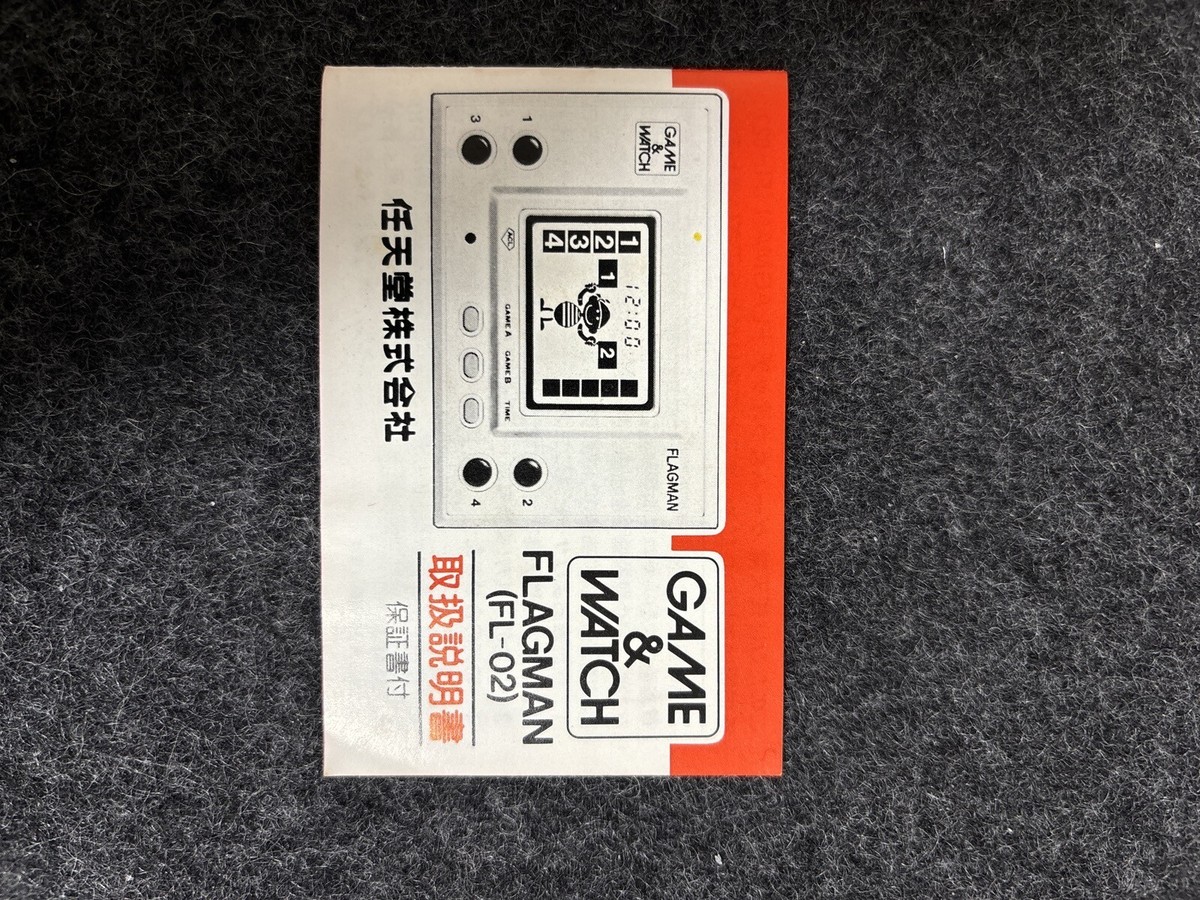 GAME
&
WATCH
FLAGMAN
12:00
1
2
3
4
1
2
ACL
GAME A
GAME B
TIME
1
3
2
4
任天堂株式会社
GAME
&
WATCH
FLAGMAN
(FL-02)
取扱説明書
保証書付